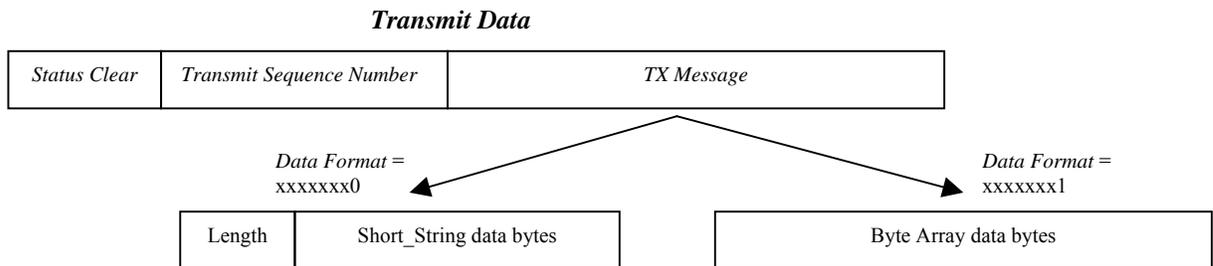 Transmit Data
Status Clear Transmit Sequence Number TX Message
Data Format =
xxxxxxx0
Data Format =
xxxxxxx1
Length Short_String data bytes Byte Array data bytes